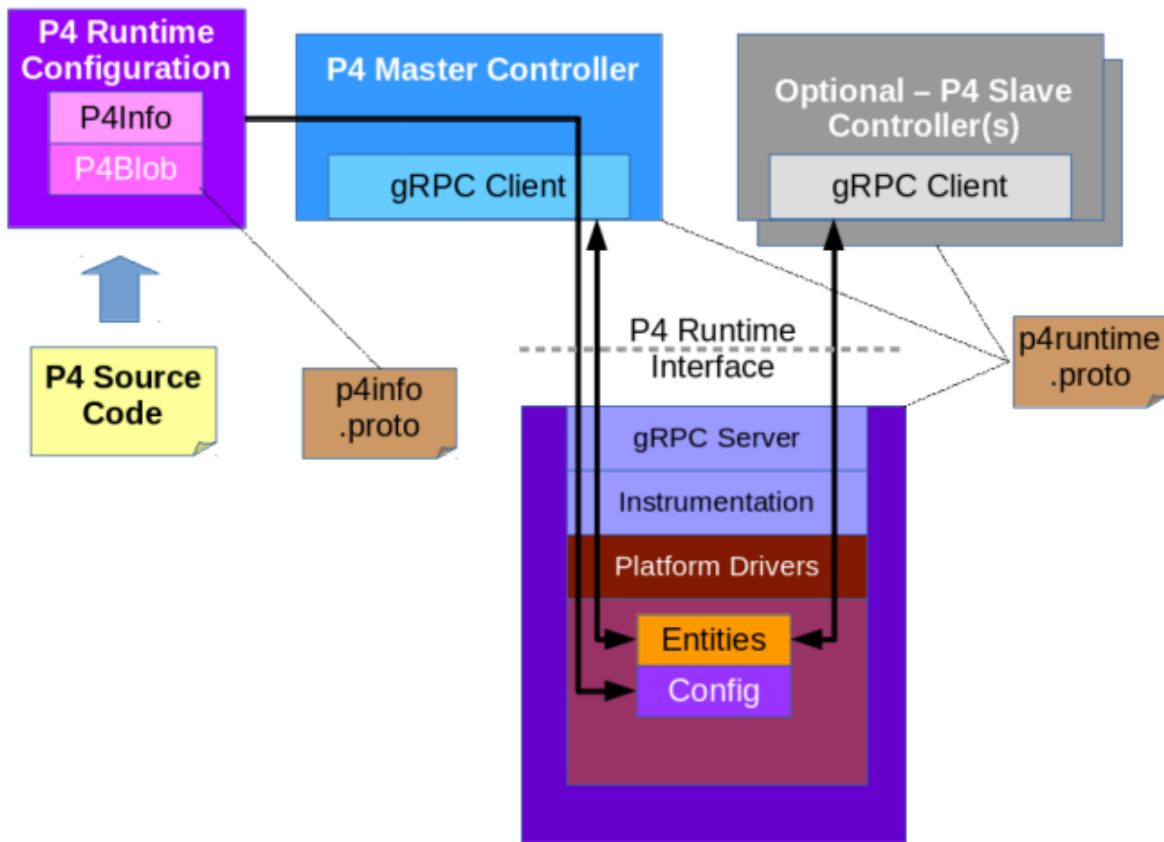 P4 Runtime
Configuration
P4Info
P4Blob
P4 Master Controller
gRPC Client
Optional – P4 Slave
Controller(s)
gRPC Client
P4 Source
Code
p4info
.proto
P4 Runtime
Interface
p4runtime
.proto
gRPC Server
Instrumentation
Platform Drivers
Entities
Config